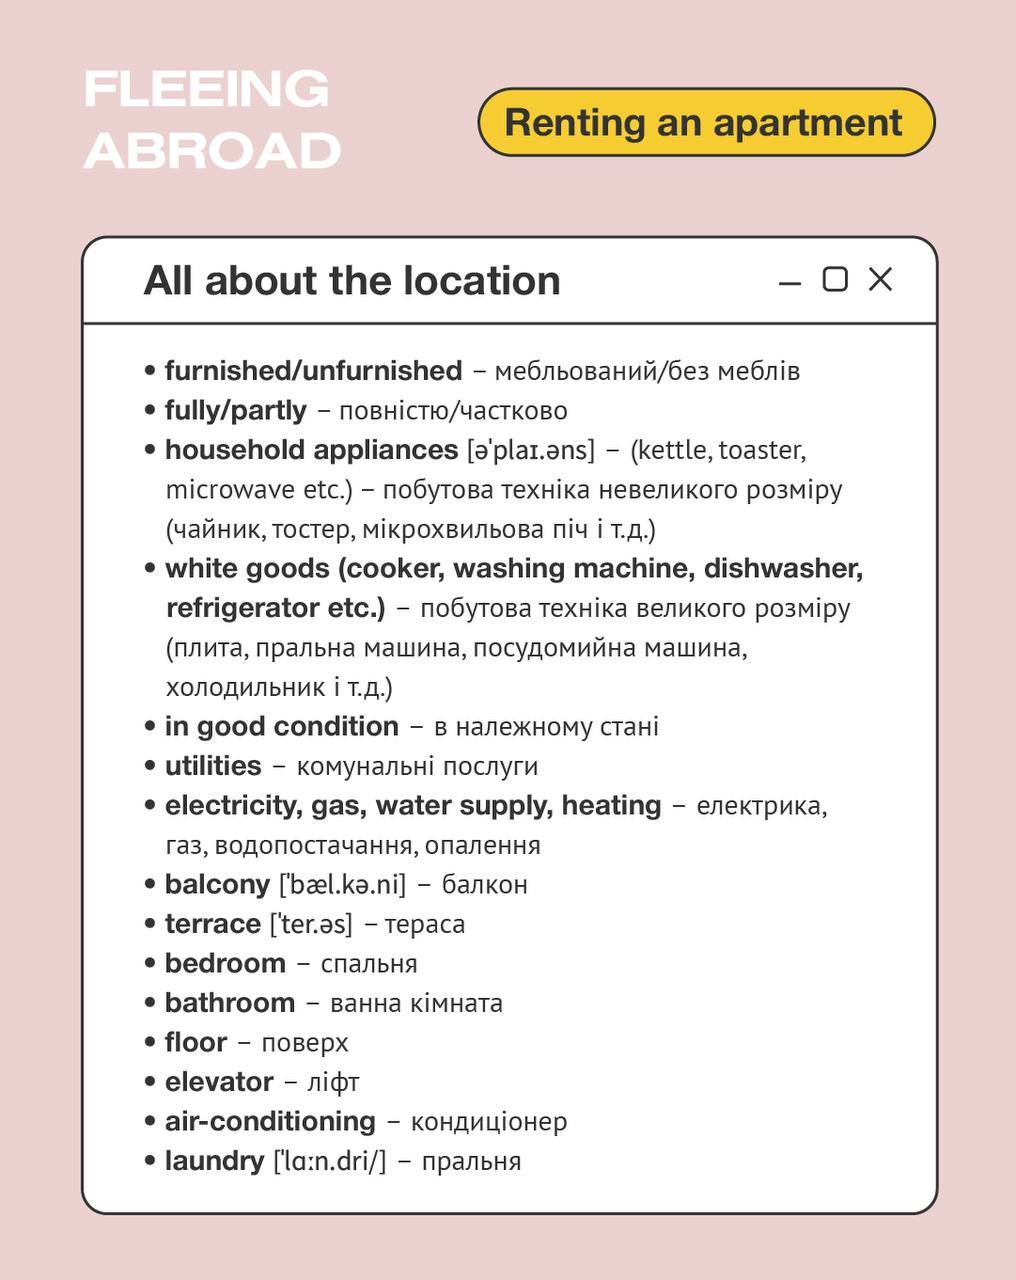 FLEEING
ABROAD
Renting an apartment
All about the location
• furnished/unfurnished – мебльований/без меблів
• fully/partly – повністю/частково
• household appliances [əˈplaɪ.əns] – (kettle, toaster,
microwave etc.) – побутова техніка невеликого розміру
(чайник, тостер, мікрохвильова піч і т.д.)
• white goods (cooker, washing machine, dishwasher,
refrigerator etc.) – побутова техніка великого розміру
(плита, пральна машина, посудомийна машина,
холодильник і т.д.)
• in good condition – в належному стані
• utilities – комунальні послуги
• electricity, gas, water supply, heating – електрика,
газ, водопостачання, опалення
• balcony [ˈbæl.kə.ni] – балкон
• terrace [ˈter.əs] – тераса
• bedroom – спальня
• bathroom – ванна кімната
• floor – поверх
• elevator – ліфт
• air-conditioning – кондиціонер
• laundry [ˈlɑːn.dri/] – пральня